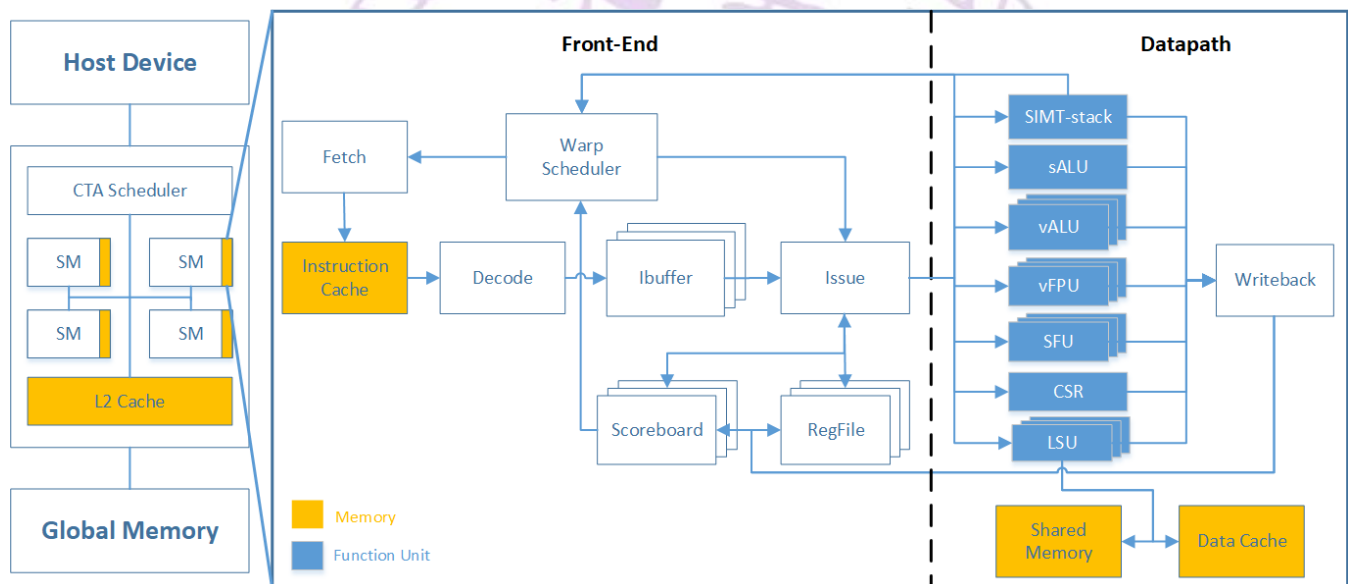 Host Device
CTA Scheduler
SM
SM
SM
SM
L2 Cache
Global Memory
Front-End
Datapath
Fetch
Warp
Scheduler
Instruction
Cache
Decode
Ibuffer
Issue
Scoreboard
RegFile
SIMT-stack
sALU
vALU
vFPU
SFU
CSR
LSU
Writeback
Shared
Memory
Data Cache
Memory
Function Unit